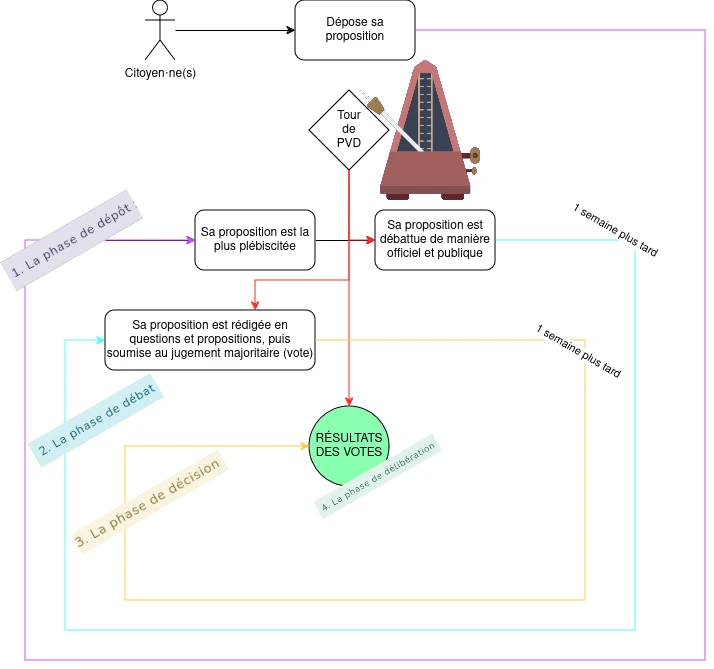 Dépose sa
proposition
Citoyen·ne(s)
Tour
de
PVD
1. La phase de dépôt :
Sa proposition est la
plus plébiscitée
Sa proposition est
débattue de manière
officiel et publique
1 semaine plus tard
Sa proposition est rédigée en
questions et propositions, puis
soumise au jugement majoritaire (vote)
1 semaine plus tard
2. La phase de débat
RÉSULTATS
DES VOTES
3. La phase de décision
4. La phase de délibération